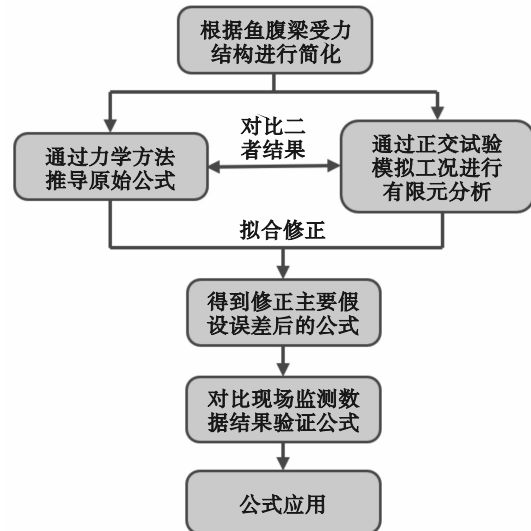 根据鱼腹梁受力
结构进行简化
通过力学方法
推导原始公式
对比二
者结果
通过正交试验
模拟工况进行
有限元分析
拟合修正
得到修正主要假
设误差后的公式
对比现场监测数
据结果验证公式
公式应用